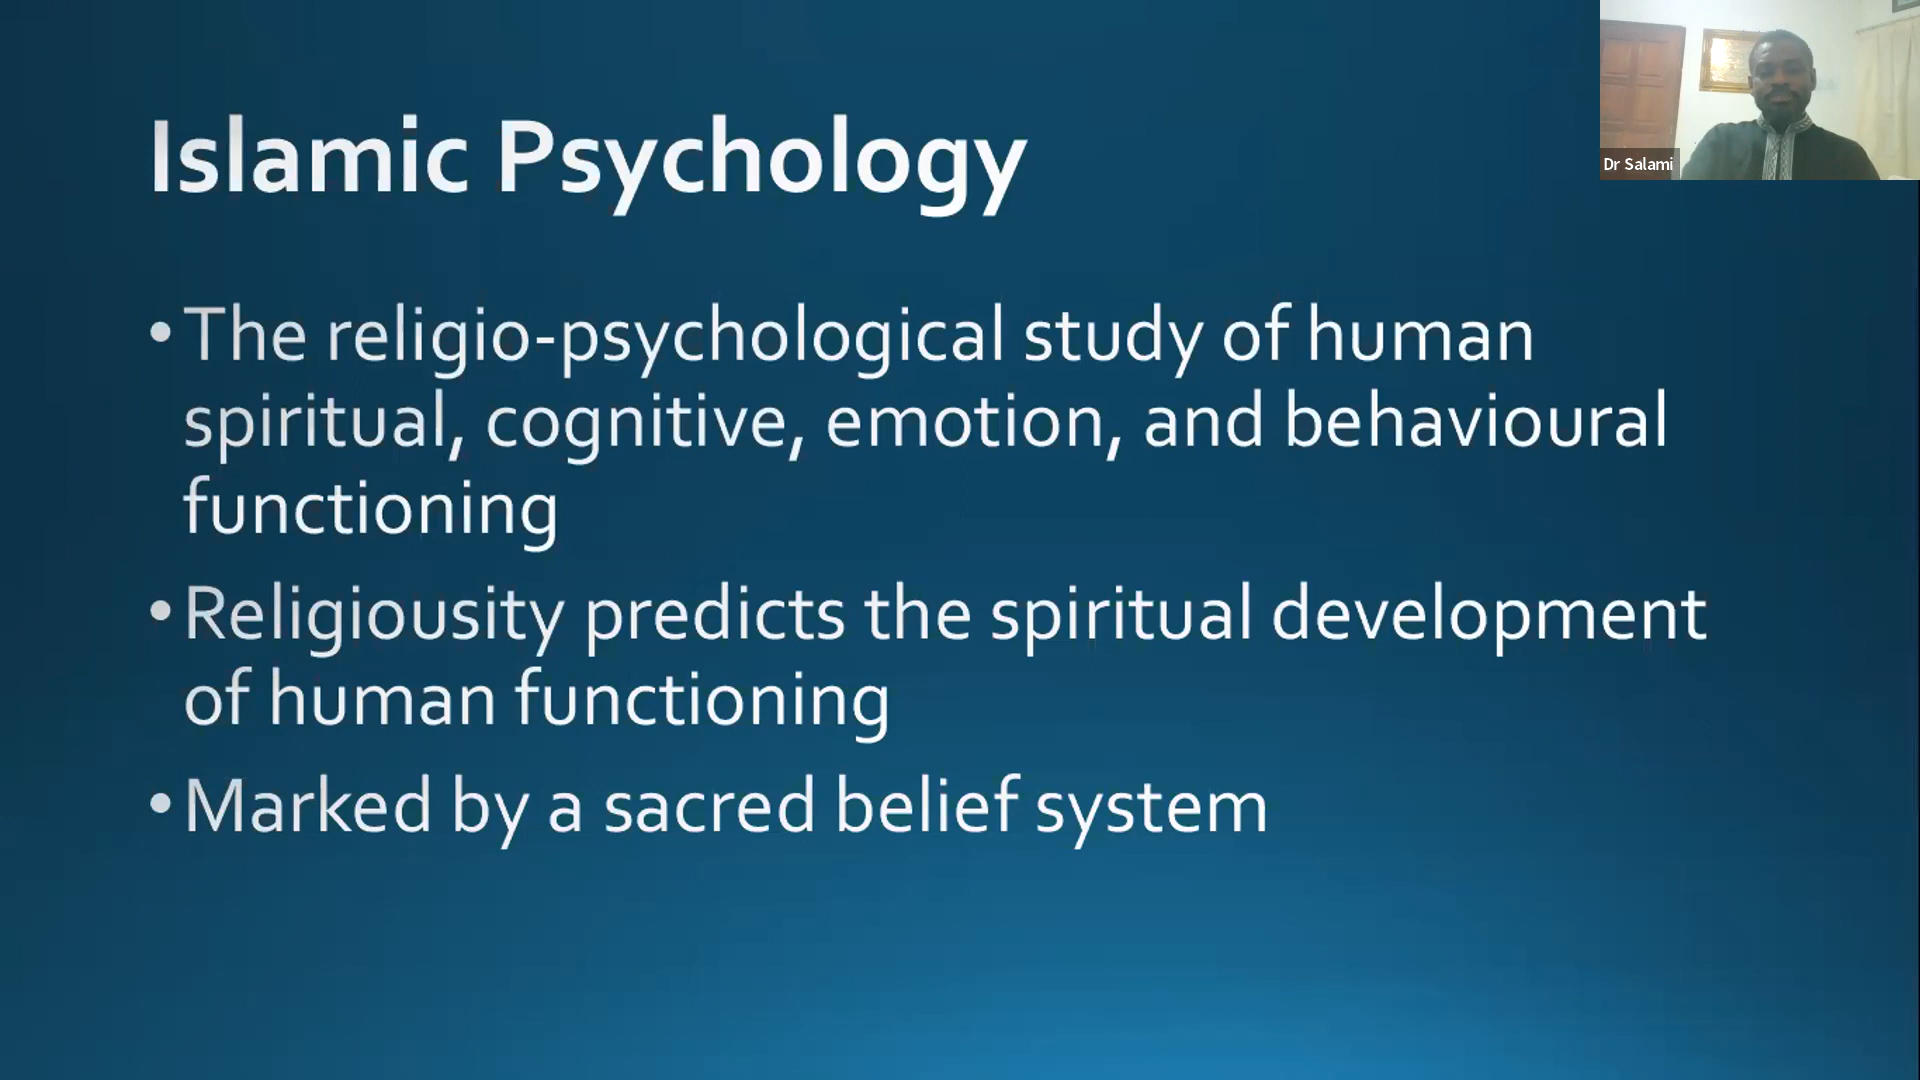 Islamic Psychology
• The religio-psychological study of human
spiritual, cognitive, emotion, and behavioural
functioning
• Religiousity predicts the spiritual development
of human functioning
• Marked by a sacred belief system
Dr Salami